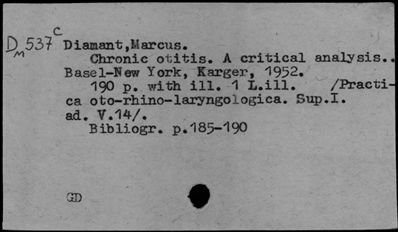 D 537 c
m
Diamant,Marcus.
Chronic otitis. A critical analysis..
Basel-New York, Karger, 1952.
190 p. with ill. 1 L.ill. /Practi-
ca oto-rhino-laryngologica. Sup.I.
ad. V.14/.
Bibliogr. p.185-190
GD